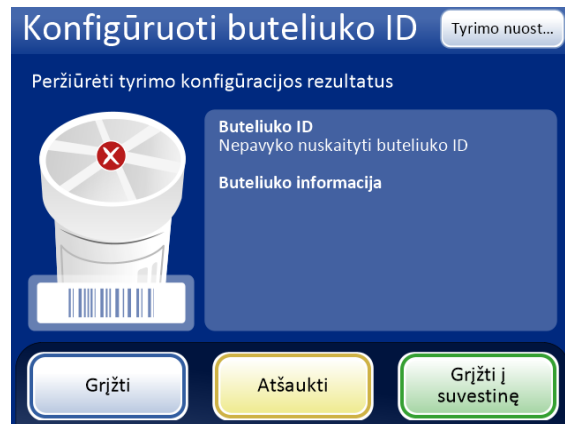 Konfigūruoti buteliuko ID
Tyrimo nuost...
Peržiūrėti tyrimo konfigūracijos rezultatus
Buteliuko ID
Nepavyko nuskaityti buteliuko ID
Buteliuko informacija
Grįžti
Atšaukti
Grįžti į
suvestinę